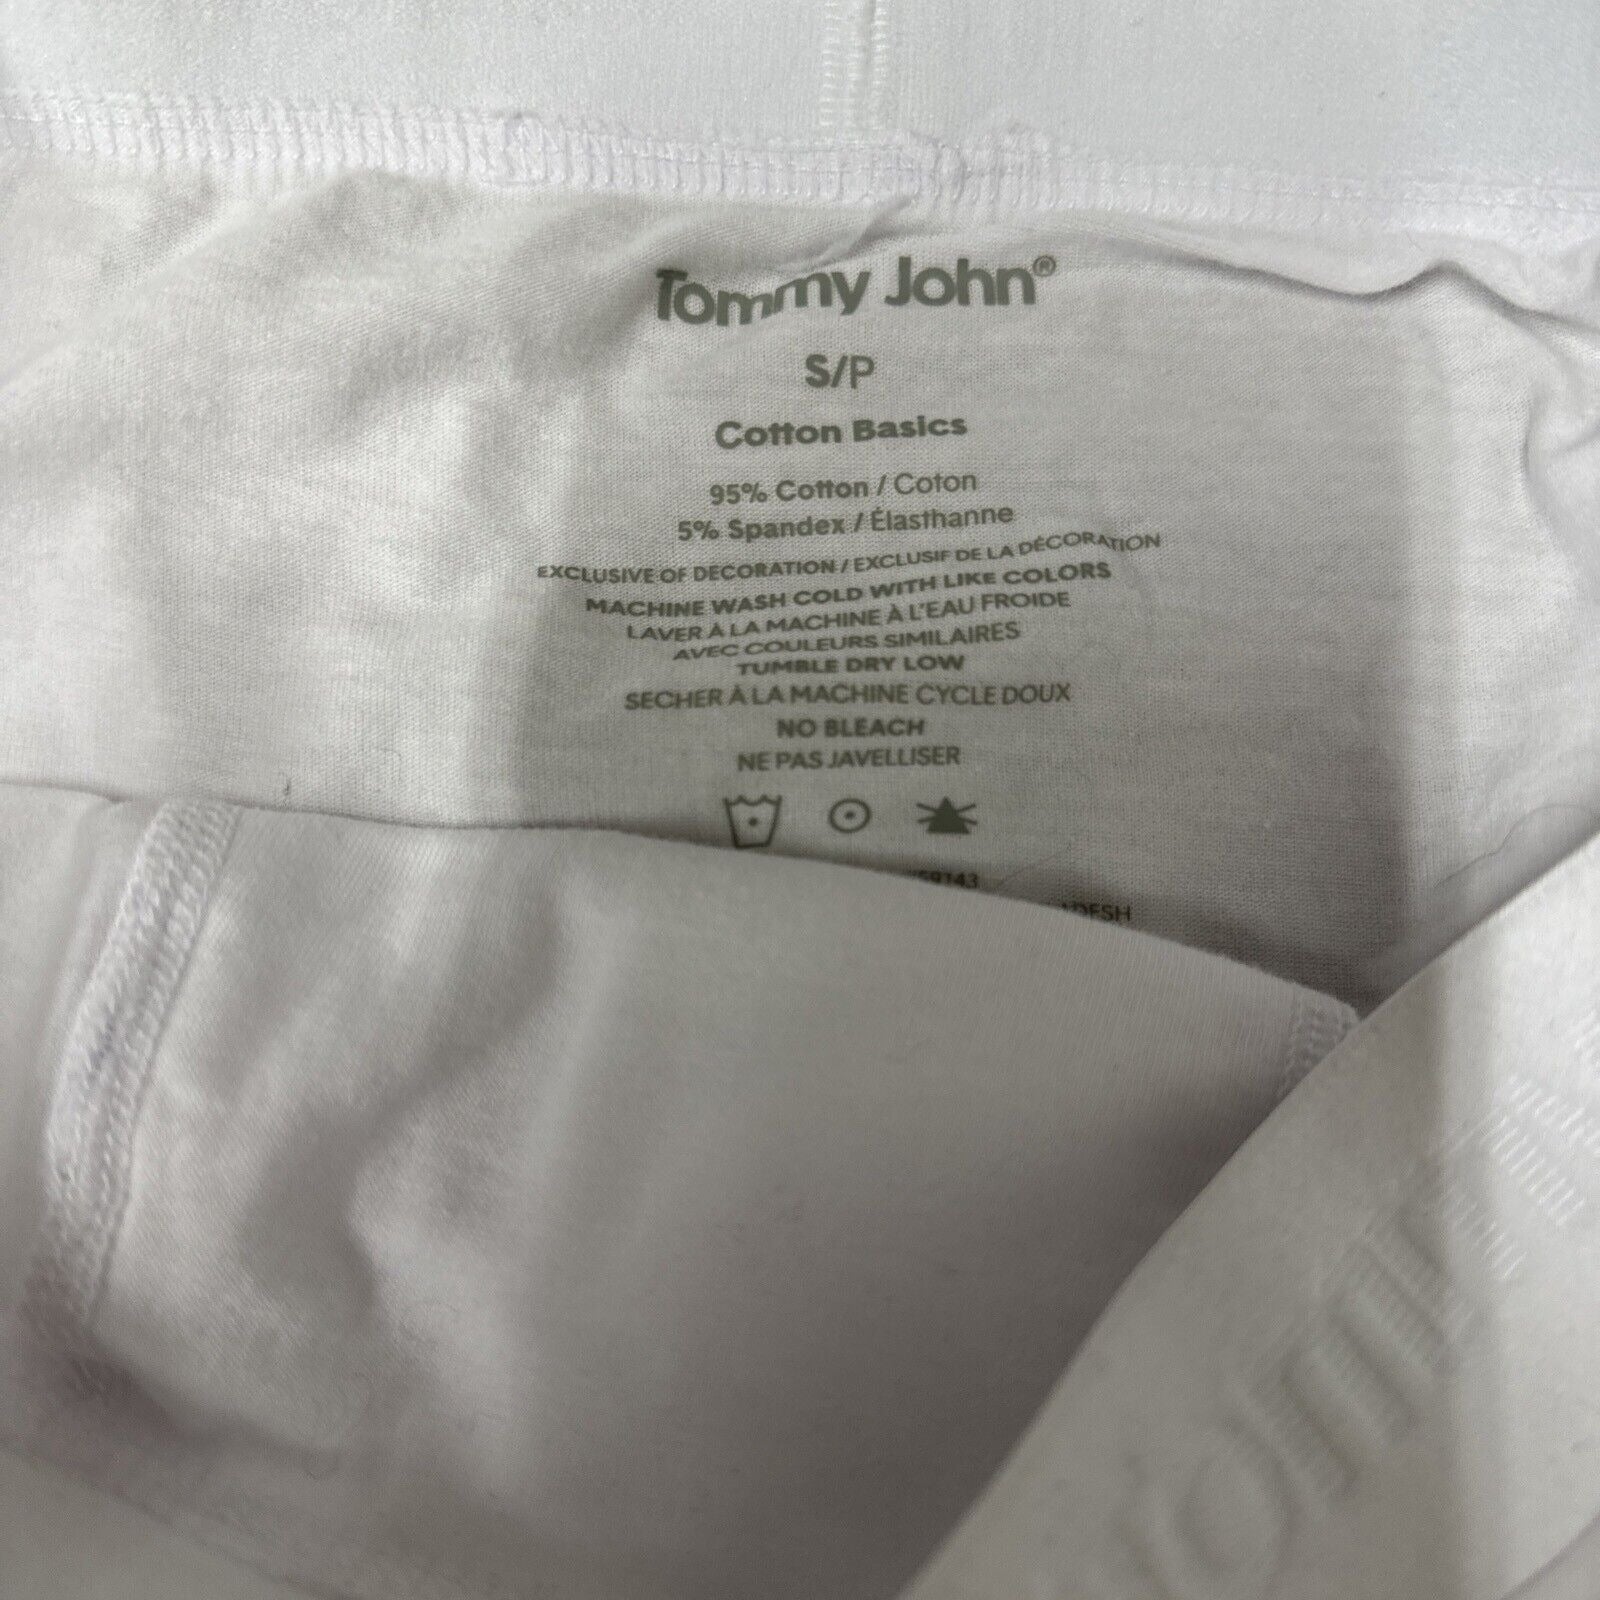 Tommy John®
S/P
Cotton Basics
95% Cotton / Coton
5% Spandex / Élasthanne
EXCLUSIVE OF DECORATION / EXCLUSIF DE LA DÉCORATION
MACHINE WASH COLD WITH LIKE COLORS
LAVER À LA MACHINE À L'EAU FROIDE
AVEC COULEURS SIMILAIRES
TUMBLE DRY LOW
SECHER À LA MACHINE CYCLE DOUX
NO BLEACH
NE PAS JAVELLISER